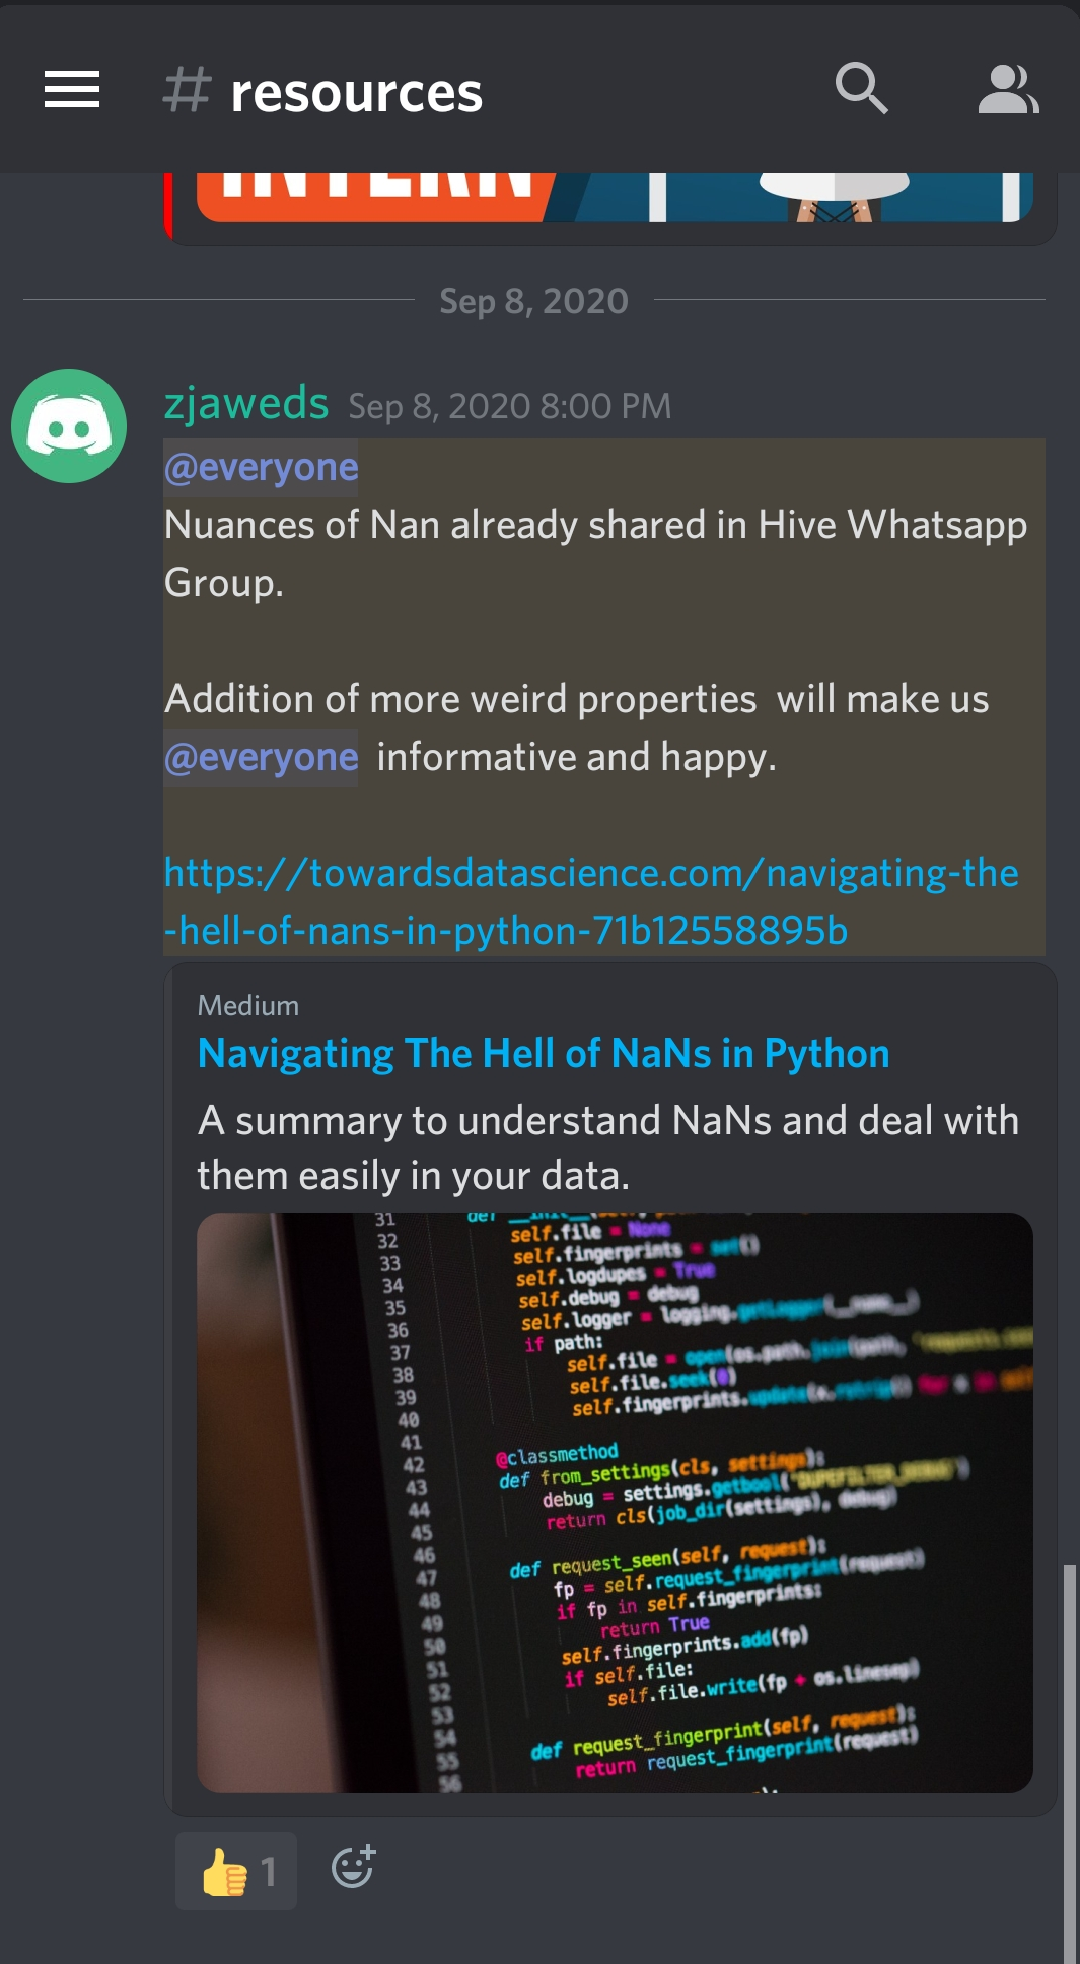 # resources
INTERN
Sep 8, 2020
zjaweds Sep 8, 2020 8:00 PM
@everyone
Nuances of Nan already shared in Hive Whatsapp
Group.
Addition of more weird properties will make us
@everyone informative and happy.
https://towardsdatascience.com/navigating-the
-hell-of-nans-in-python-71b12558895b
Medium
Navigating The Hell of NaNs in Python
A summary to understand NaNs and deal with
them easily in your data.
31 def __init__(self,
32 self.file = None
33 self.fingerprints = set()
34 self.logdupes = True
35 self.debug = debug
36 self.logger = logging.getLogger(__name__)
37 if path:
38 self.file = open(os.path.join(path,
39 self.file.seek(0)
40 self.fingerprints.update(
41
42 @classmethod
43 def from_settings(cls, settings):
44 debug = settings.getbool('DUPEFILTER_DEBUG')
45 return cls(job_dir(settings), debug)
46
47 def request_seen(self, request):
48 fp = self.request_fingerprint(request)
49 if fp in self.fingerprints:
50 return True
51 self.fingerprints.add(fp)
52 if self.file:
53 self.file.write(fp + os.linesep)
54
55 def request_fingerprint(self, request):
56 return request_fingerprint(request)
1